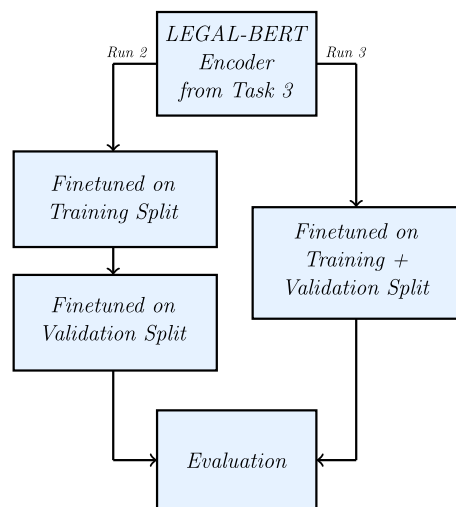 LEGAL-BERT
Encoder
from Task 3
Run 2
Run 3
Finetuned on
Training Split
Finetuned on
Training +
Validation Split
Finetuned on
Validation Split
Evaluation